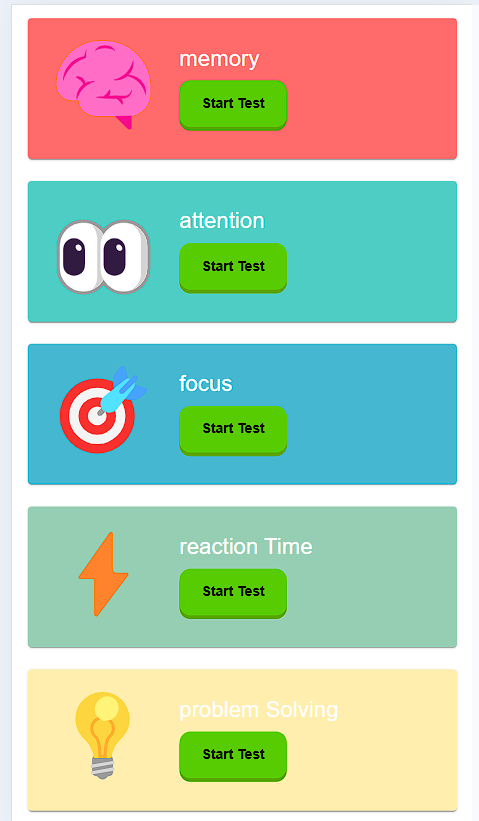 memory
Start Test
attention
Start Test
focus
Start Test
reaction Time
Start Test
problem Solving
Start Test